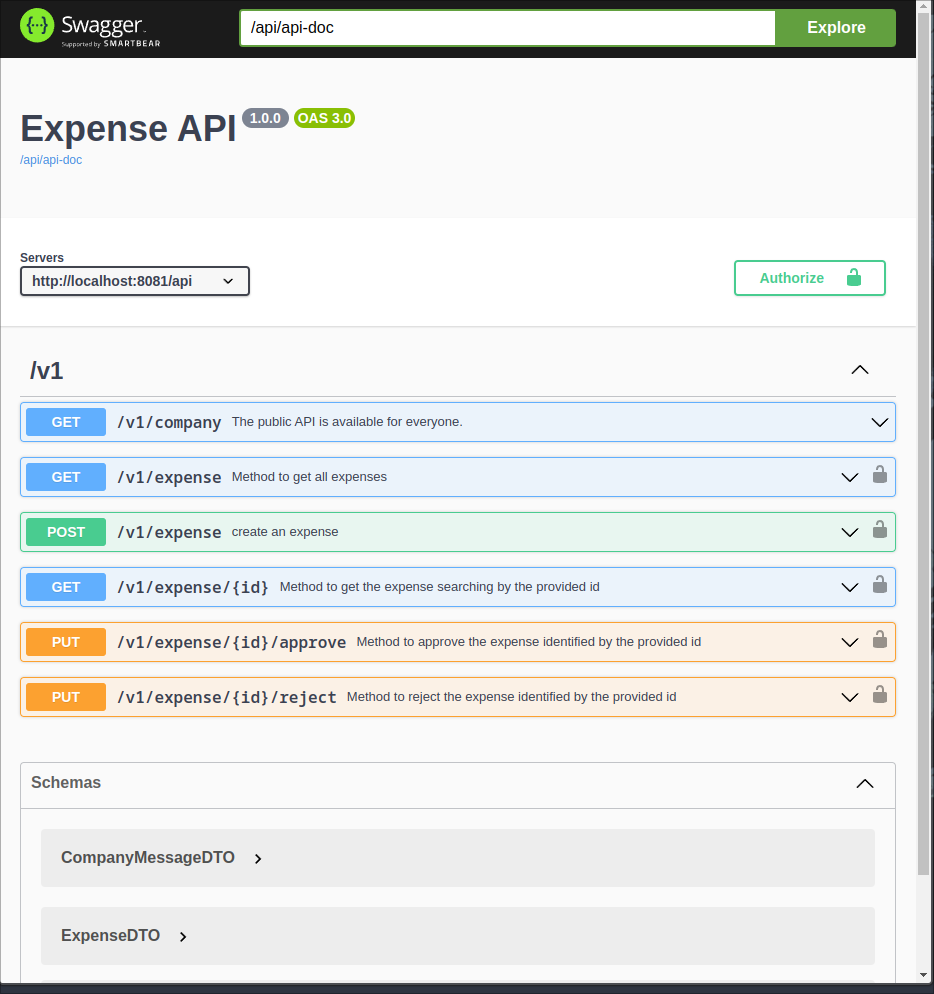 {···} Swagger.
Supported by SMARTBEAR
/api/api-doc
Explore
Expense API 1.0.0 OAS 3.0
/api/api-doc
Servers
http://localhost:8081/api
Authorize
/v1
GET /v1/company The public API is available for everyone.
GET /v1/expense Method to get all expenses
POST /v1/expense create an expense
GET /v1/expense/{id} Method to get the expense searching by the provided id
PUT /v1/expense/{id}/approve Method to approve the expense identified by the provided id
PUT /v1/expense/{id}/reject Method to reject the expense identified by the provided id
Schemas
CompanyMessageDTO
ExpenseDTO